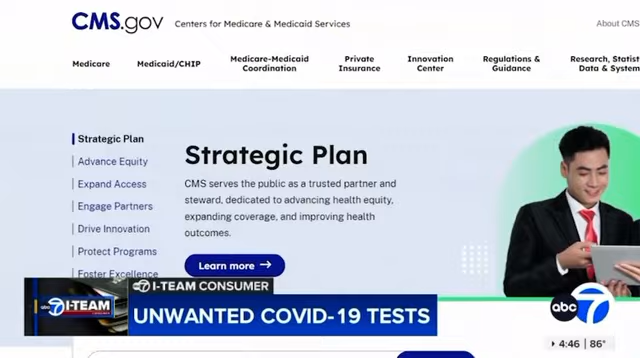 CMS.gov Centers for Medicare & Medicaid Services
About CMS
Medicare
Medicaid/CHIP
Medicare-Medicaid
Coordination
Private
Insurance
Innovation
Center
Regulations &
Guidance
Research, Statist
Data & System
Strategic Plan
Advance Equity
Expand Access
Engage Partners
Drive Innovation
Protect Programs
Foster Excellence
Strategic Plan
CMS serves the public as a trusted partner and
steward, dedicated to advancing health equity,
expanding coverage, and improving health
outcomes.
Learn more →
abc 7 I-TEAM
abc 7 I-TEAM CONSUMER
UNWANTED COVID-19 TESTS
abc 7
4:46 86°